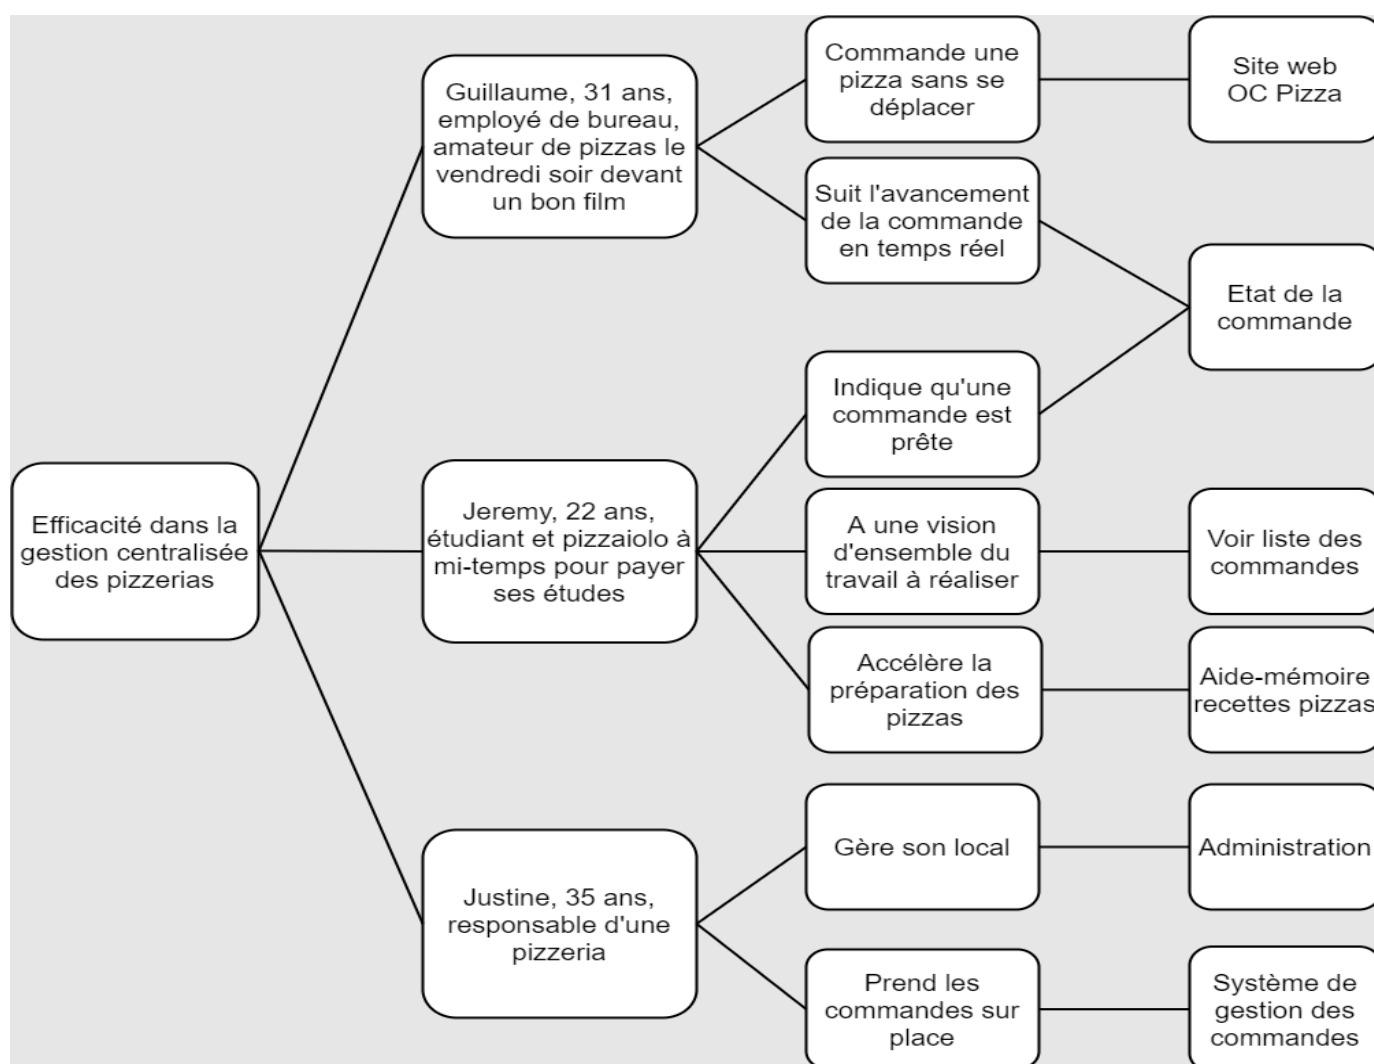 Efficacité dans la
gestion centralisée
des pizzerias
Guillaume, 31 ans,
employé de bureau,
amateur de pizzas le
vendredi soir devant
un bon film
Commande une
pizza sans se
déplacer
Site web
OC Pizza
Suit l'avancement
de la commande
en temps réel
Etat de la
commande
Jeremy, 22 ans,
étudiant et pizzaiolo à
mi-temps pour payer
ses études
Indique qu'une
commande est
prête
A une vision
d'ensemble du
travail à réaliser
Voir liste des
commandes
Accélère la
préparation des
pizzas
Aide-mémoire
recettes pizzas
Justine, 35 ans,
responsable d'une
pizzeria
Gère son local
Administration
Prend les
commandes sur
place
Système de
gestion des
commandes